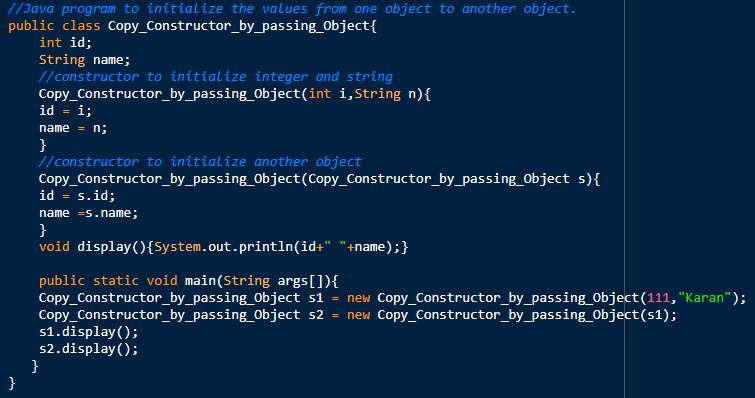 //Java program to initialize the values from one object to another object.
public class Copy_Constructor_by_passing_Object{
    int id;
    String name;
    //constructor to initialize integer and string
    Copy_Constructor_by_passing_Object(int i,String n){
    id = i;
    name = n;
    }
    //constructor to initialize another object
    Copy_Constructor_by_passing_Object(Copy_Constructor_by_passing_Object s){
    id = s.id;
    name =s.name;
    }
    void display(){System.out.println(id+" "+name);}

    public static void main(String args[]){
    Copy_Constructor_by_passing_Object s1 = new Copy_Constructor_by_passing_Object(111,"Karan");
    Copy_Constructor_by_passing_Object s2 = new Copy_Constructor_by_passing_Object(s1);
    s1.display();
    s2.display();
   }
}